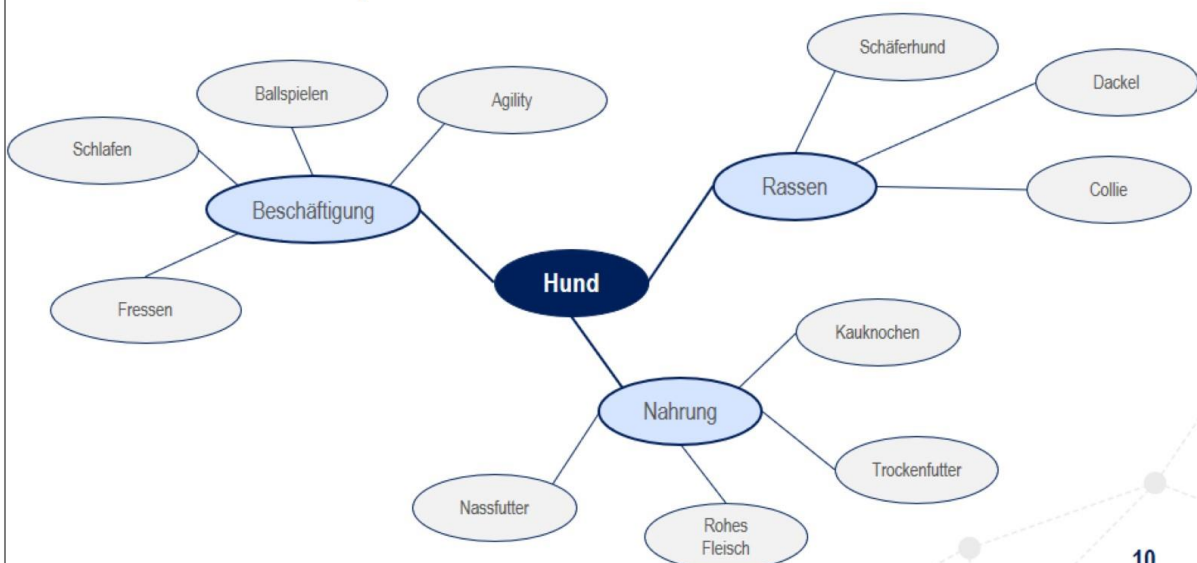 Schäferhund
Ballspielen
Agility
Dackel
Schlafen
Rassen
Collie
Beschäftigung
Hund
Fressen
Kauknochen
Nahrung
Trockenfutter
Nassfutter
Rohes
Fleisch
10